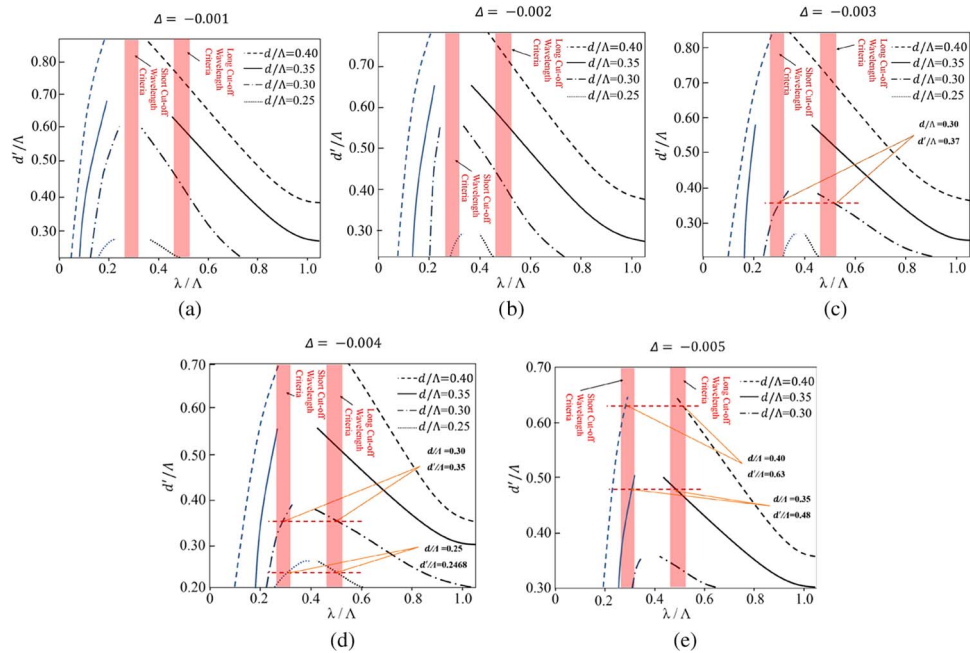 Δ = −0.001
d'/Λ
0.80
0.70
0.60
0.50
0.40
0.30
0
0.2
0.4
0.6
0.8
1.0
λ / Λ
Short Cut-off
Wavelength
Criteria
Long Cut-off
Wavelength
Criteria
d/Λ=0.40
d/Λ=0.35
d/Λ=0.30
d/Λ=0.25
(a)
Δ = −0.002
0.70
0.60
0.50
0.40
0.30
0
0.2
0.4
0.6
0.8
1.0
λ / Λ
Short Cut-off
Wavelength
Criteria
Long Cut-off
Wavelength
Criteria
d/Λ=0.40
d/Λ=0.35
d/Λ=0.30
d/Λ=0.25
(b)
Δ = −0.003
d'/Λ
0.80
0.70
0.60
0.50
0.40
0.30
0
0.2
0.4
0.6
0.8
1.0
λ / Λ
Short Cut-off
Wavelength
Criteria
Long Cut-off
Wavelength
Criteria
d/Λ=0.40
d/Λ=0.35
d/Λ=0.30
d/Λ=0.25
d/Λ =0.30
d'/Λ =0.37
(c)
Δ = −0.004
d'/Λ
0.70
0.60
0.50
0.40
0.30
0.20
0
0.2
0.4
0.6
0.8
1.0
λ / Λ
Short Cut-off
Wavelength
Criteria
Long Cut-off
Wavelength
Criteria
d/Λ=0.40
d/Λ=0.35
d/Λ=0.30
d/Λ=0.25
d/Λ =0.30
d'/Λ =0.35
d/Λ =0.25
d'/Λ =0.2468
(d)
Δ = −0.005
d'/Λ
0.70
0.60
0.50
0.40
0.30
0
0.2
0.4
0.6
0.8
1.0
λ / Λ
Short Cut-off
Wavelength
Criteria
Long Cut-off
Wavelength
Criteria
d/Λ=0.40
d/Λ=0.35
d/Λ=0.30
d/Λ =0.40
d'/Λ=0.63
d/Λ =0.35
d'/Λ =0.48
(e)